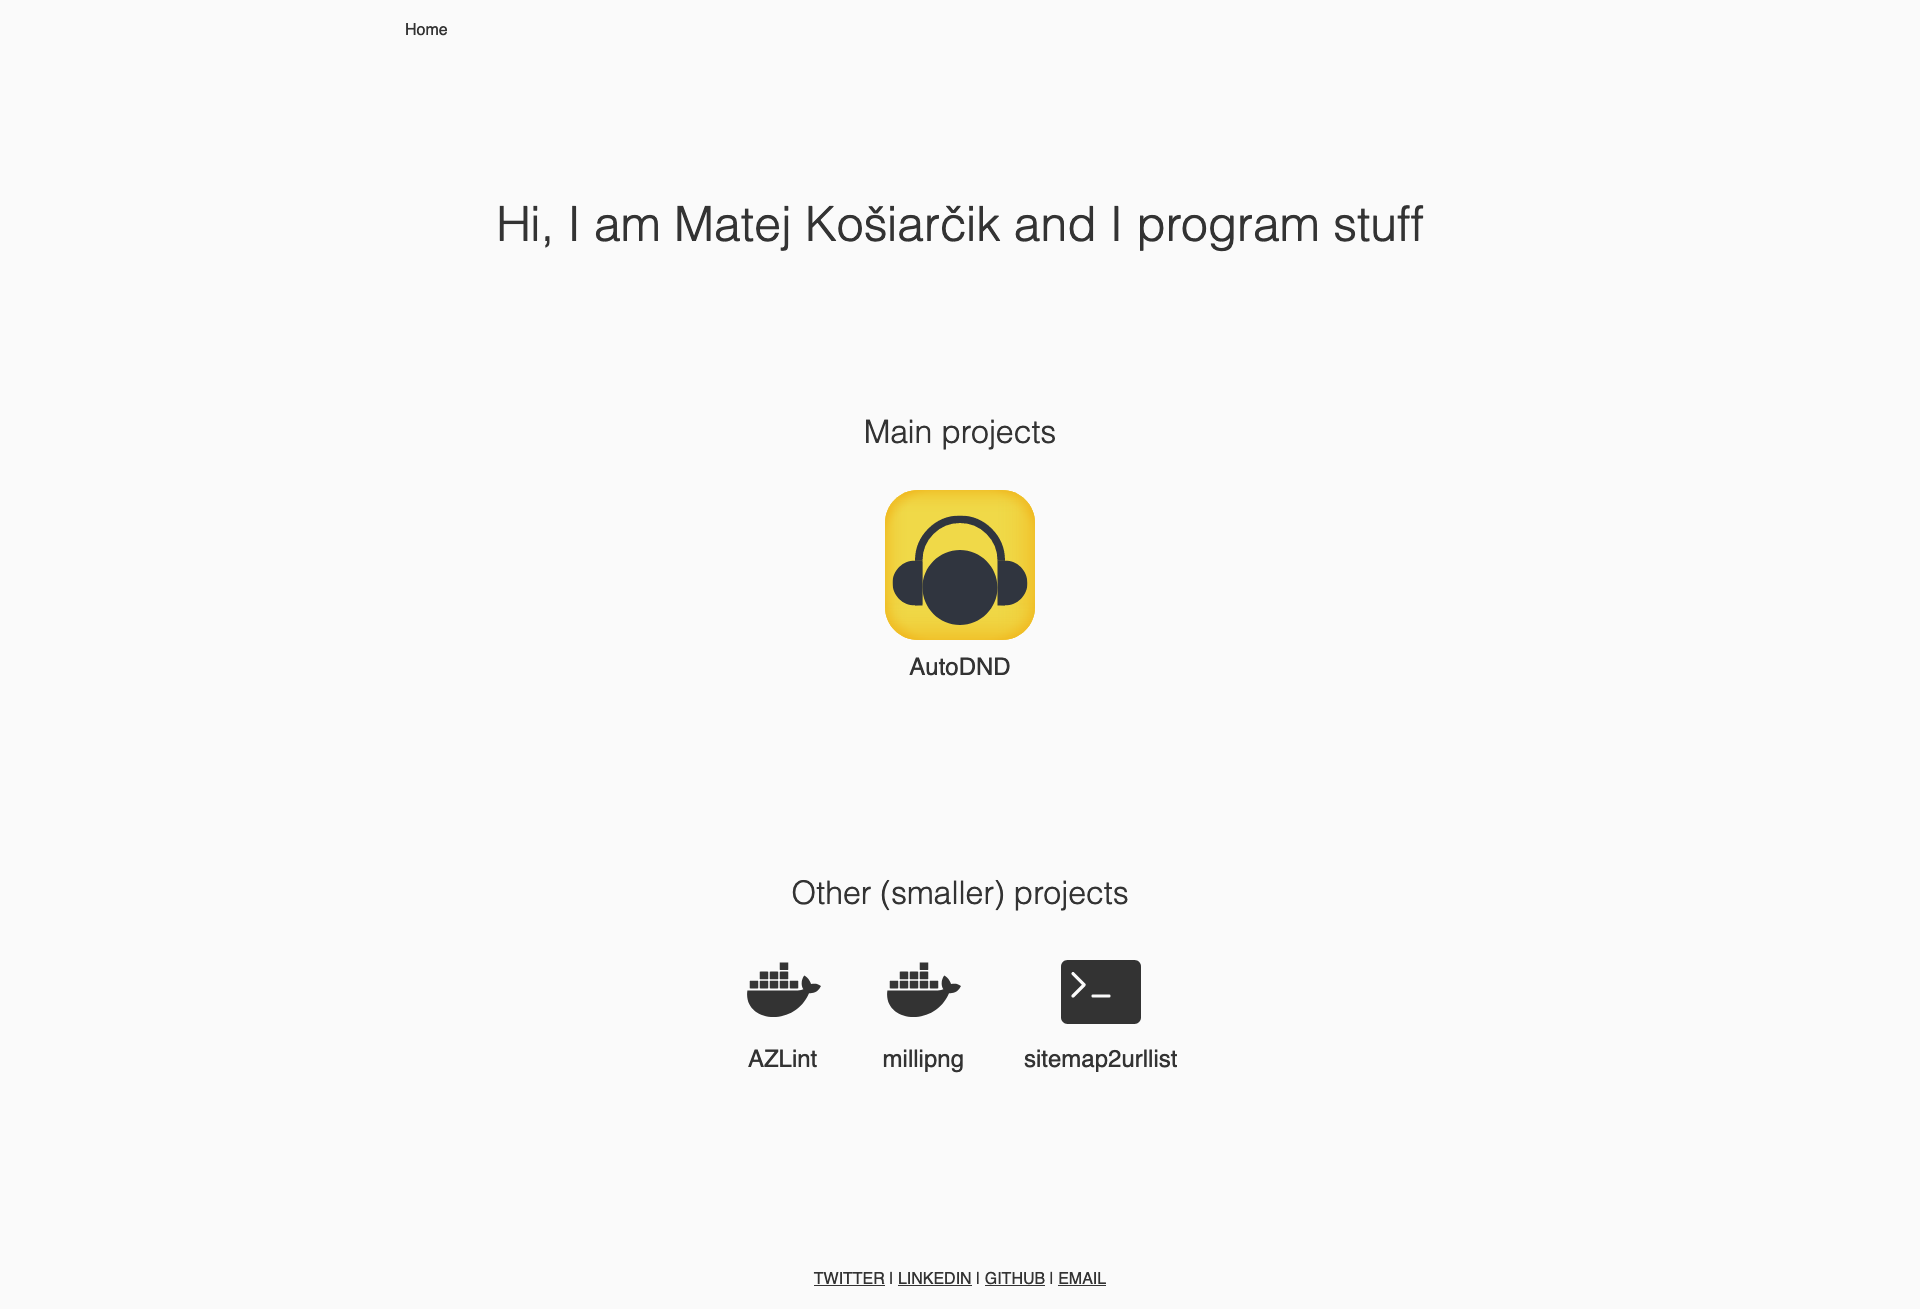 Home
Hi, I am Matej Košiarčik and I program stuff
Main projects
AutoDND
Other (smaller) projects
AZLint
millipng
sitemap2urllist
TWITTER | LINKEDIN | GITHUB | EMAIL